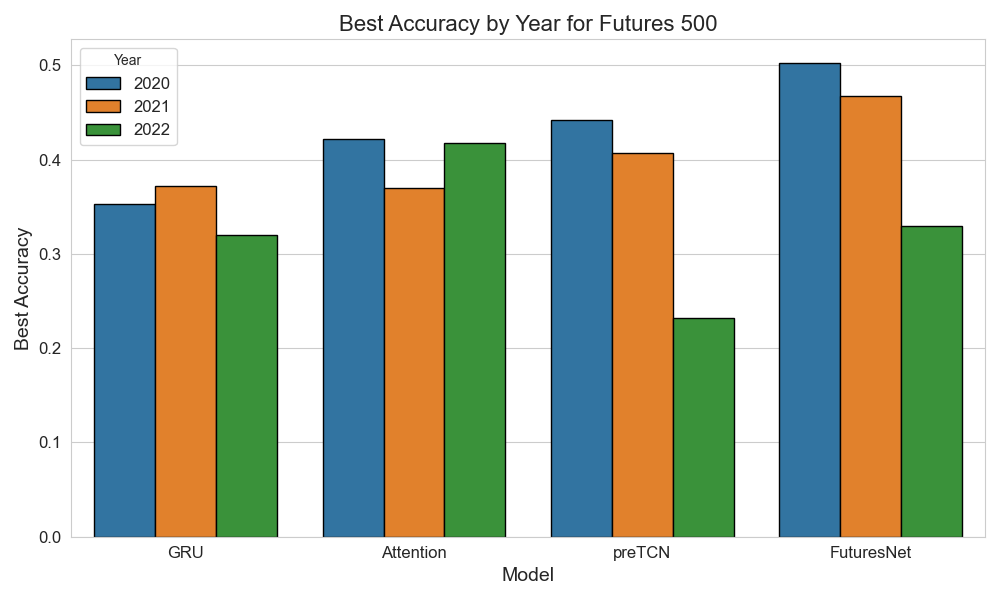 Best Accuracy by Year for Futures 500
Year
2020
2021
2022
Best Accuracy
0.5
0.4
0.3
0.2
0.1
0.0
GRU
Attention
preTCN
FuturesNet
Model